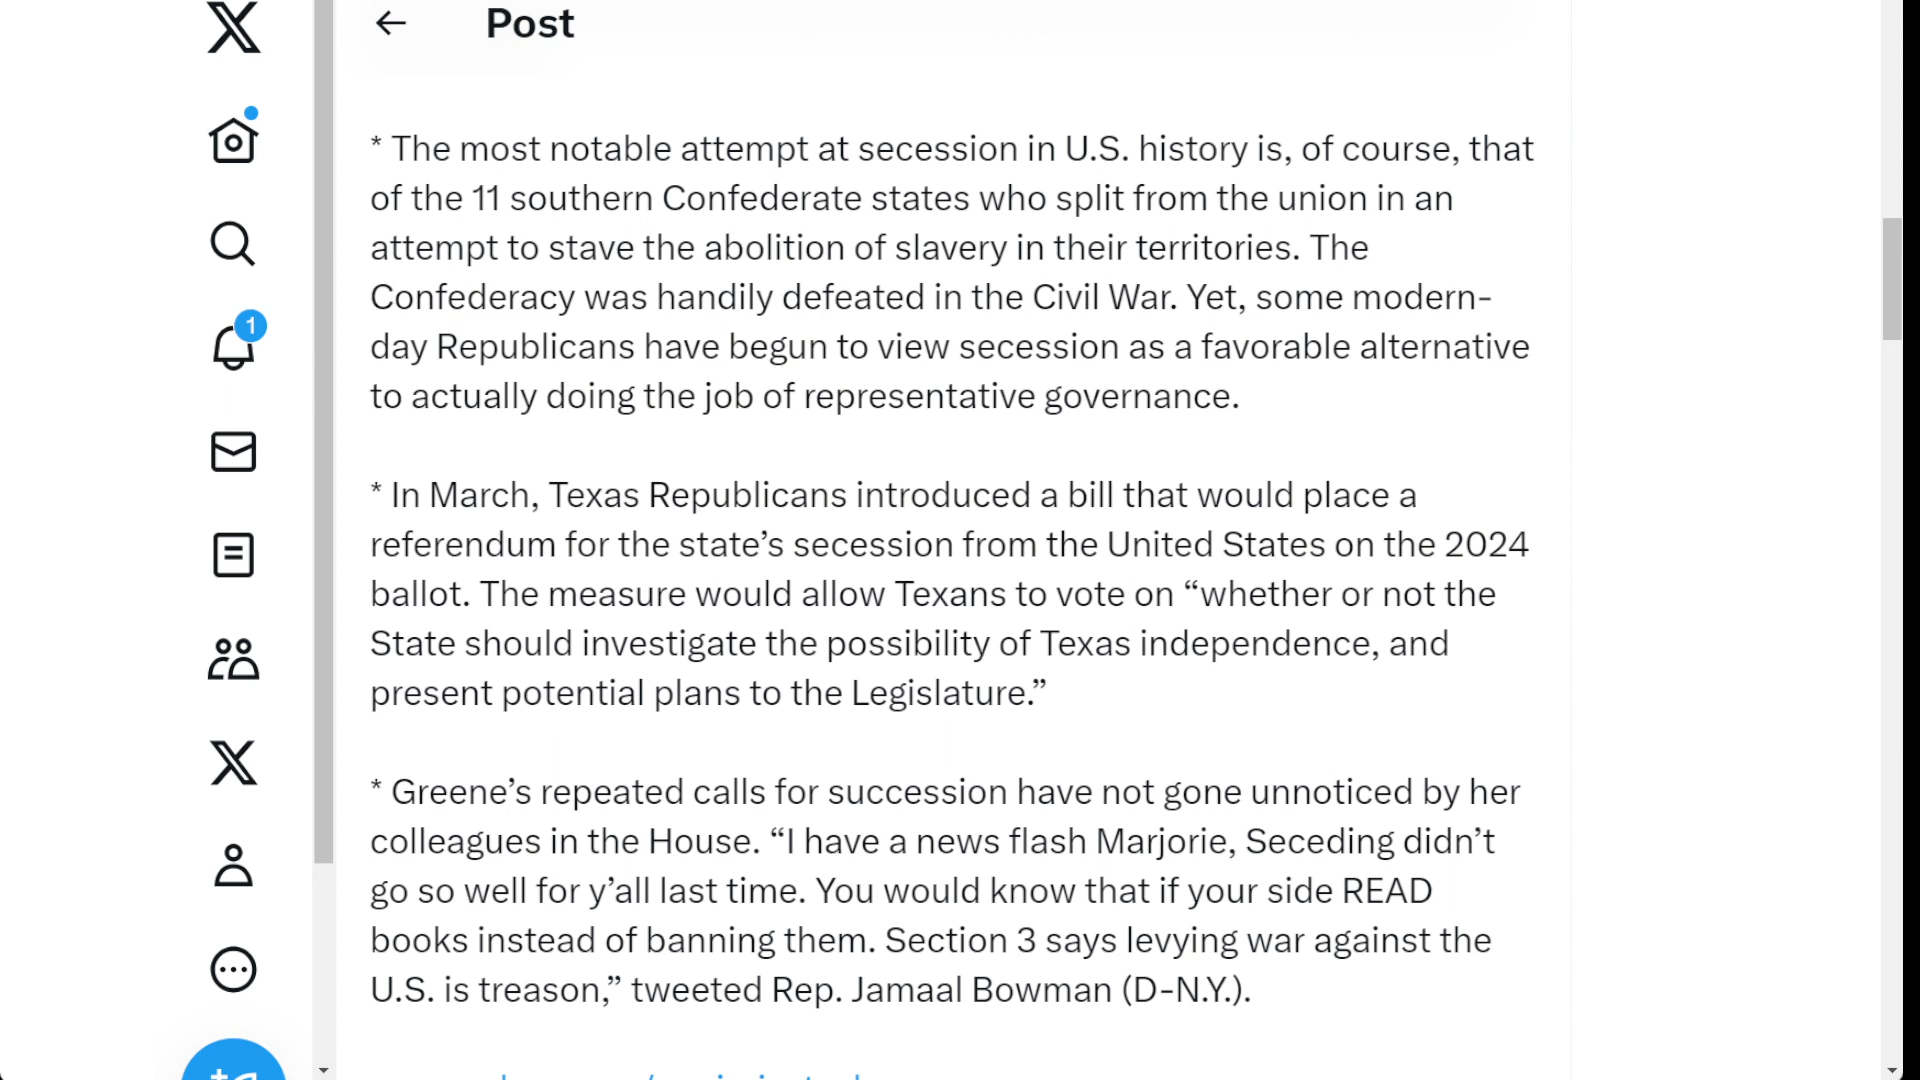 Post
* The most notable attempt at secession in U.S. history is, of course, that
of the 11 southern Confederate states who split from the union in an
attempt to stave the abolition of slavery in their territories. The
Confederacy was handily defeated in the Civil War. Yet, some modern-
day Republicans have begun to view secession as a favorable alternative
to actually doing the job of representative governance.
1
* In March, Texas Republicans introduced a bill that would place a
referendum for the state’s secession from the United States on the 2024
ballot. The measure would allow Texans to vote on “whether or not the
State should investigate the possibility of Texas independence, and
present potential plans to the Legislature.”
* Greene’s repeated calls for succession have not gone unnoticed by her
colleagues in the House. “I have a news flash Marjorie, Seceding didn’t
go so well for y’all last time. You would know that if your side READ
books instead of banning them. Section 3 says levying war against the
U.S. is treason,” tweeted Rep. Jamaal Bowman (D-N.Y.).